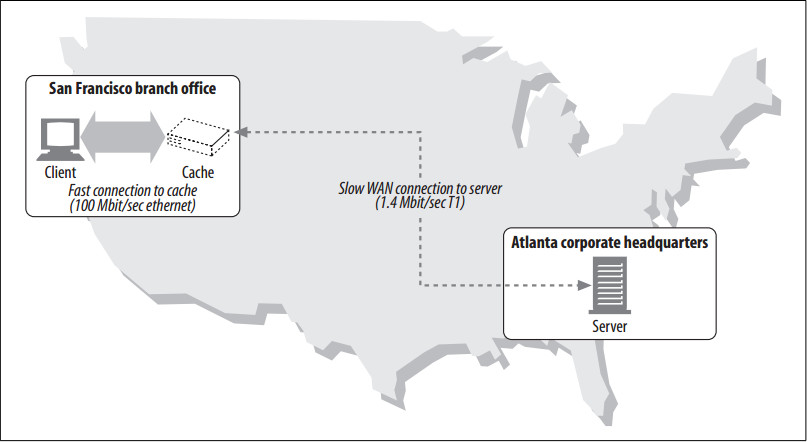 San Francisco branch office
Client
Cache
Fast connection to cache
(100 Mbit/sec ethernet)
Slow WAN connection to server
(1.4 Mbit/sec T1)
Atlanta corporate headquarters
Server